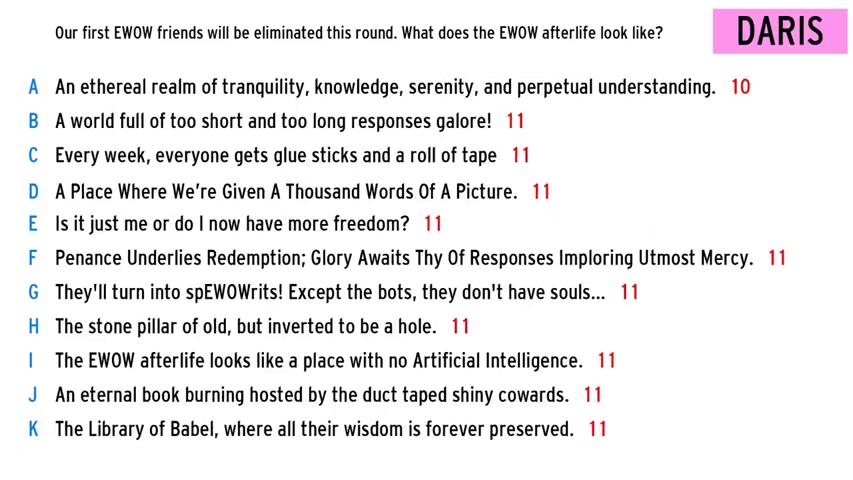 Our first EWOW friends will be eliminated this round. What does the EWOW afterlife look like?
DARIS
A An ethereal realm of tranquility, knowledge, serenity, and perpetual understanding. 10
B A world full of too short and too long responses galore! 11
C Every week, everyone gets glue sticks and a roll of tape 11
D A Place Where We’re Given A Thousand Words Of A Picture. 11
E Is it just me or do I now have more freedom? 11
F Penance Underlies Redemption; Glory Awaits Thy Of Responses Imploring Utmost Mercy. 11
G They'll turn into spEWOWrits! Except the bots, they don't have souls... 11
H The stone pillar of old, but inverted to be a hole. 11
I The EWOW afterlife looks like a place with no Artificial Intelligence. 11
J An eternal book burning hosted by the duct taped shiny cowards. 11
K The Library of Babel, where all their wisdom is forever preserved. 11